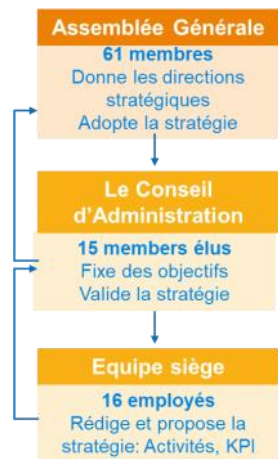 Assemblée Générale
61 membres
Donne les directions
stratégiques
Adopte la stratégie
Le Conseil
d'Administration
15 members élus
Fixe des objectifs
Valide la stratégie
Equipe siège
16 employés
Rédige et propose la
stratégie: Activités, KPI